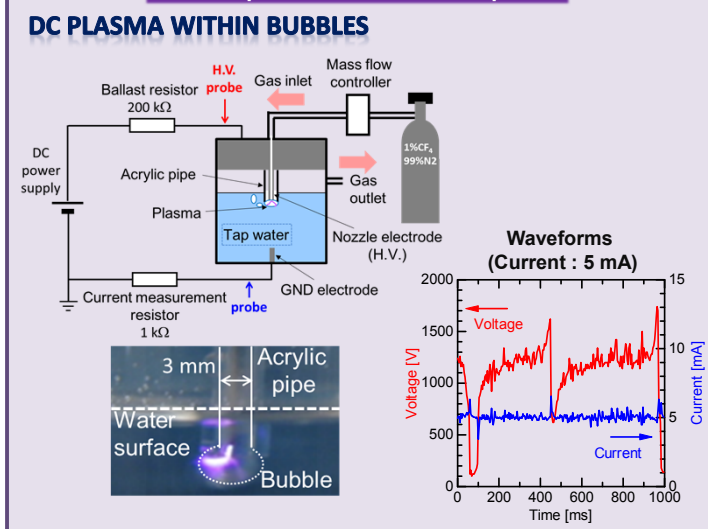 DC PLASMA WITHIN BUBBLES
Mass flow
controller
H.V.
probe
Gas inlet
Ballast resistor
200 kΩ
1%CF₄
99%N2
DC
power
supply
Acrylic pipe
Gas
outlet
Plasma
Tap water
Nozzle electrode
(H.V.)
GND electrode
Current measurement
resistor
1 kΩ
probe
3 mm
Acrylic
pipe
Water
surface
Bubble
Waveforms
(Current : 5 mA)
2000
1500
1000
500
0
Voltage [V]
Voltage
Current
15
10
5
0
Current [mA]
0 200 400 600 800 1000
Time [ms]